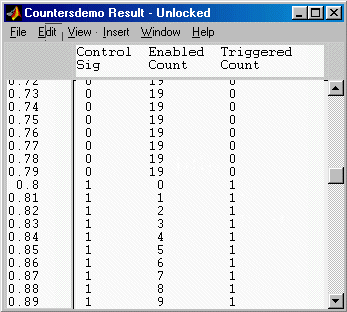 Countersdemo Result - Unlocked
File Edit View Insert Window Help
Control Enabled Triggered
Sig Count Count
0.72 0 19 0
0.73 0 19 0
0.74 0 19 0
0.75 0 19 0
0.76 0 19 0
0.77 0 19 0
0.78 0 19 0
0.79 0 19 0
0.8 1 0 1
0.81 1 1 1
0.82 1 2 1
0.83 1 3 1
0.84 1 4 1
0.85 1 5 1
0.86 1 6 1
0.87 1 7 1
0.88 1 8 1
0.89 1 9 1